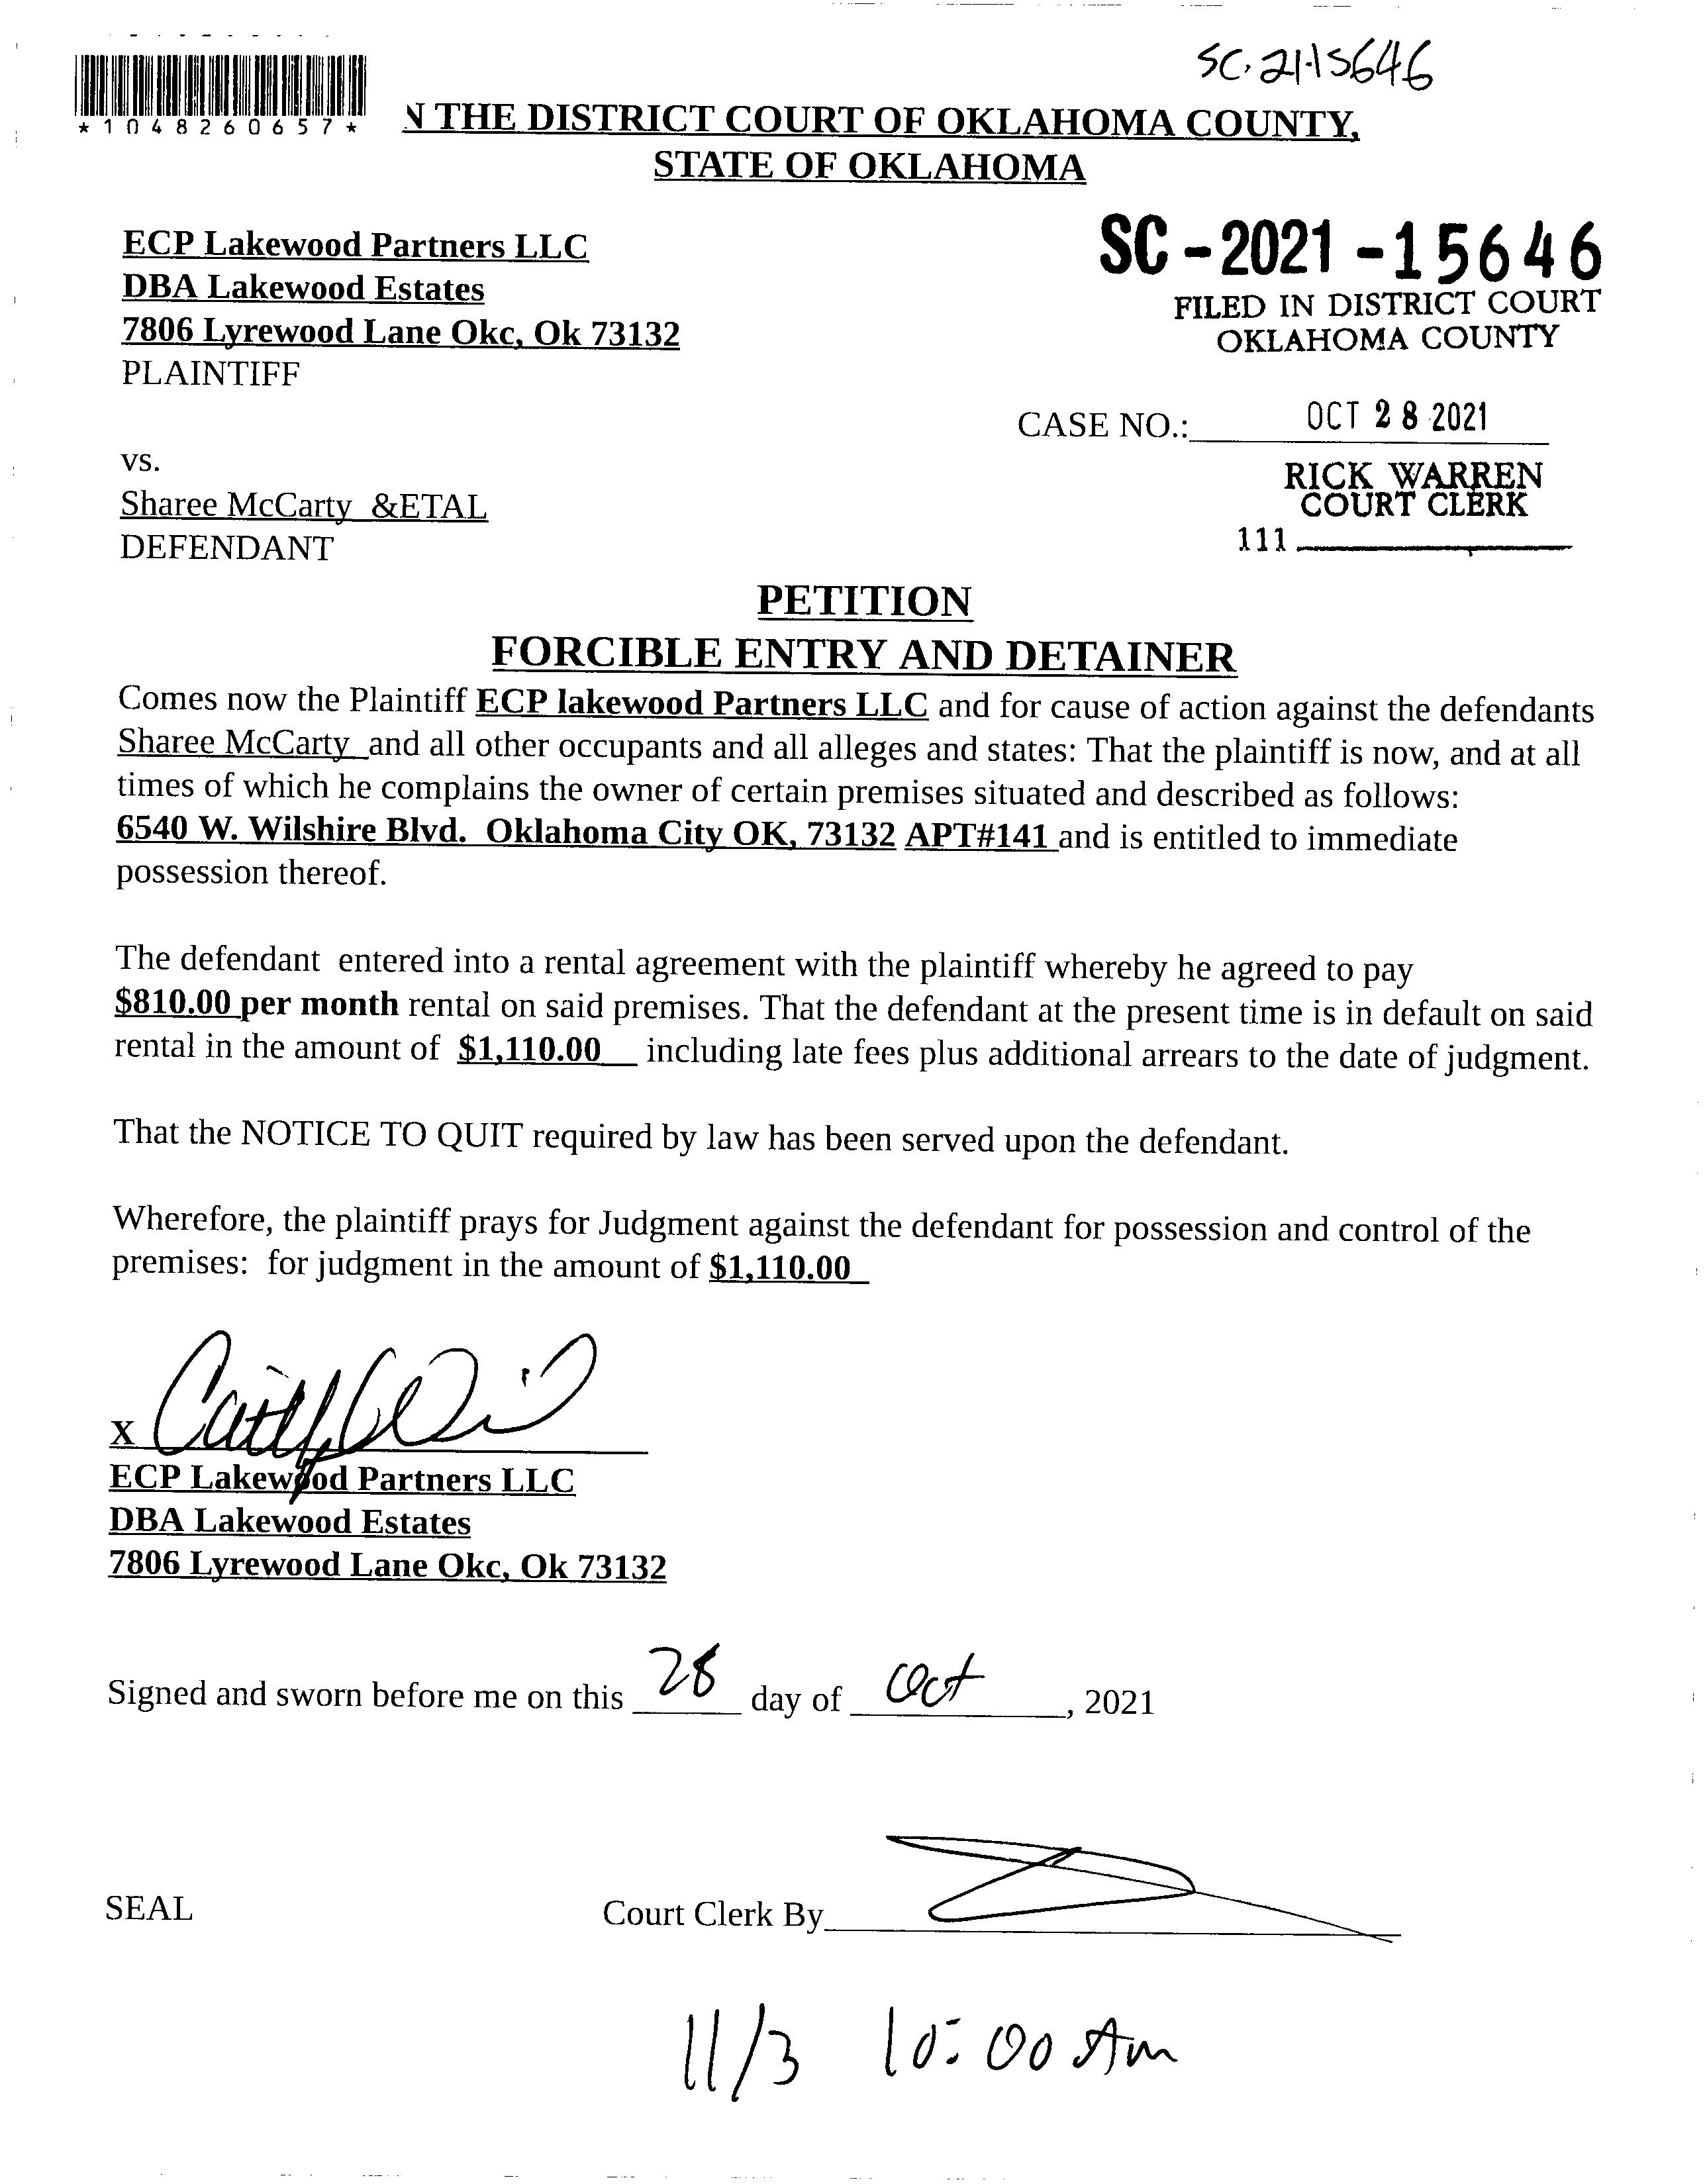 SC. 21-15646
*1048260657*
N THE DISTRICT COURT OF OKLAHOMA COUNTY,
STATE OF OKLAHOMA
ECP Lakewood Partners LLC
DBA Lakewood Estates
7806 Lyrewood Lane Okc, Ok 73132
PLAINTIFF
SC-2021-15646
FILED IN DISTRICT COURT
OKLAHOMA COUNTY
CASE NO.: OCT 28 2021
vs.
Sharee McCarty &ETAL
DEFENDANT
RICK WARREN
COURT CLERK
111
PETITION
FORCIBLE ENTRY AND DETAINER
Comes now the Plaintiff ECP lakewood Partners LLC and for cause of action against the defendants
Sharee McCarty and all other occupants and all alleges and states: That the plaintiff is now, and at all
times of which he complains the owner of certain premises situated and described as follows:
6540 W. Wilshire Blvd. Oklahoma City OK, 73132 APT#141 and is entitled to immediate
possession thereof.
The defendant entered into a rental agreement with the plaintiff whereby he agreed to pay
$810.00 per month rental on said premises. That the defendant at the present time is in default on said
rental in the amount of $1,110.00 including late fees plus additional arrears to the date of judgment.
That the NOTICE TO QUIT required by law has been served upon the defendant.
Wherefore, the plaintiff prays for Judgment against the defendant for possession and control of the
premises: for judgment in the amount of $1,110.00
X
ECP Lakewood Partners LLC
DBA Lakewood Estates
7806 Lyrewood Lane Okc, Ok 73132
Signed and sworn before me on this 28 day of Oct, 2021
SEAL
Court Clerk By
11/3 10:00 Am